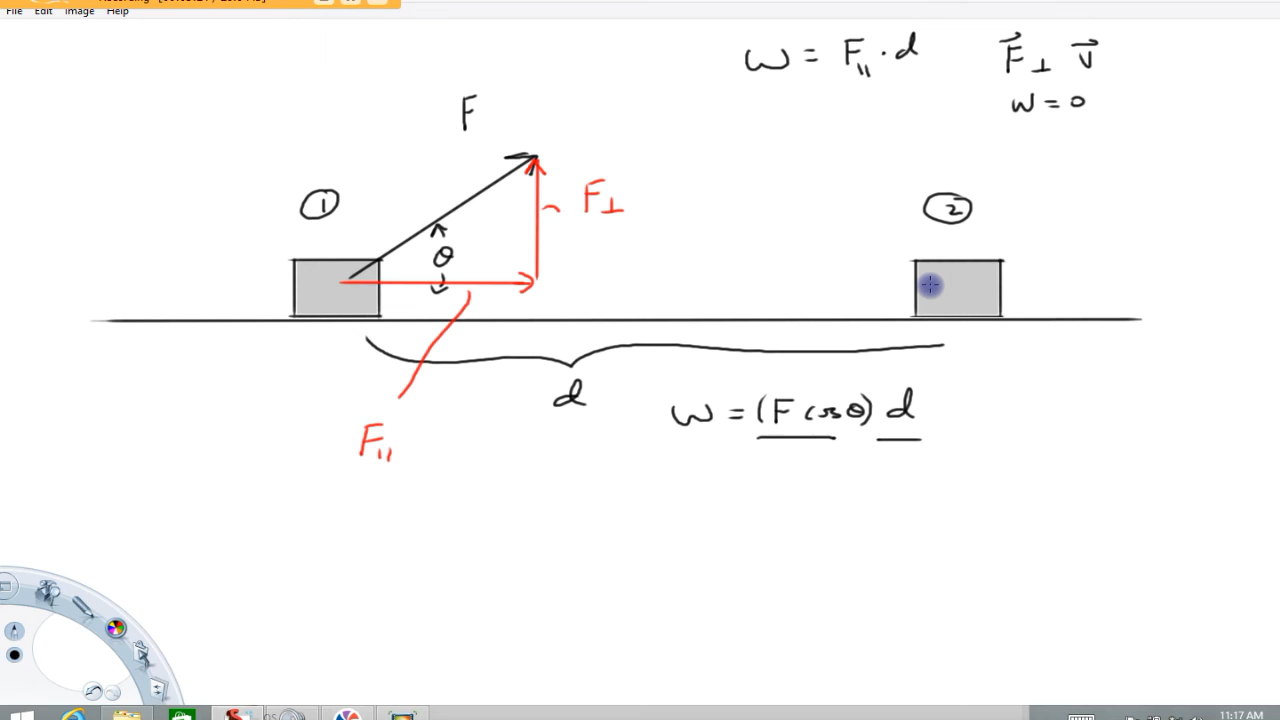 File Edit Image Help
W = F∥ · d
F⃗ ⊥ v⃗
W = 0
F
①
F⊥
②
θ
d
W = (F cos θ) d
F∥
11:17 AM